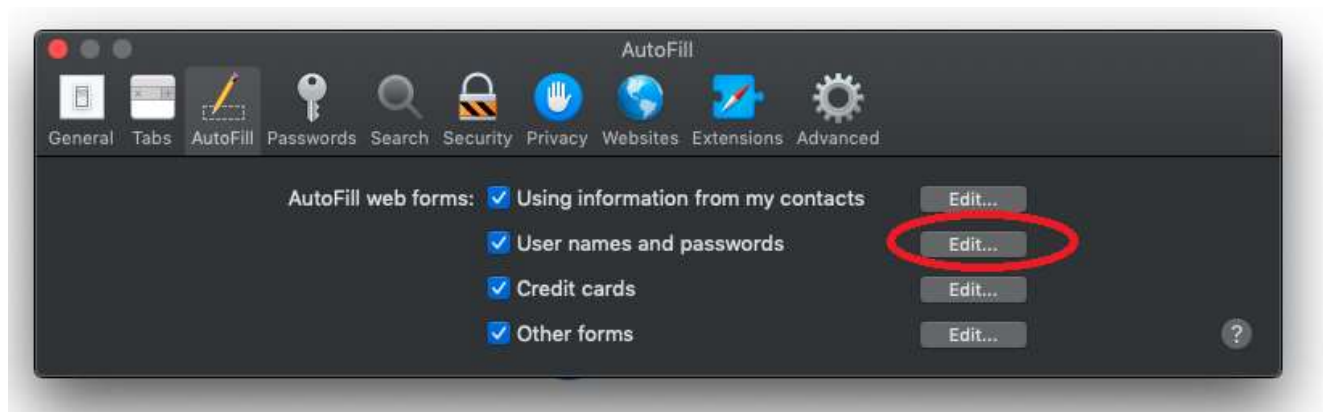 AutoFill
General Tabs AutoFill Passwords Search Security Privacy Websites Extensions Advanced
AutoFill web forms: Using information from my contacts Edit...
User names and passwords Edit...
Credit cards Edit...
Other forms Edit... ?